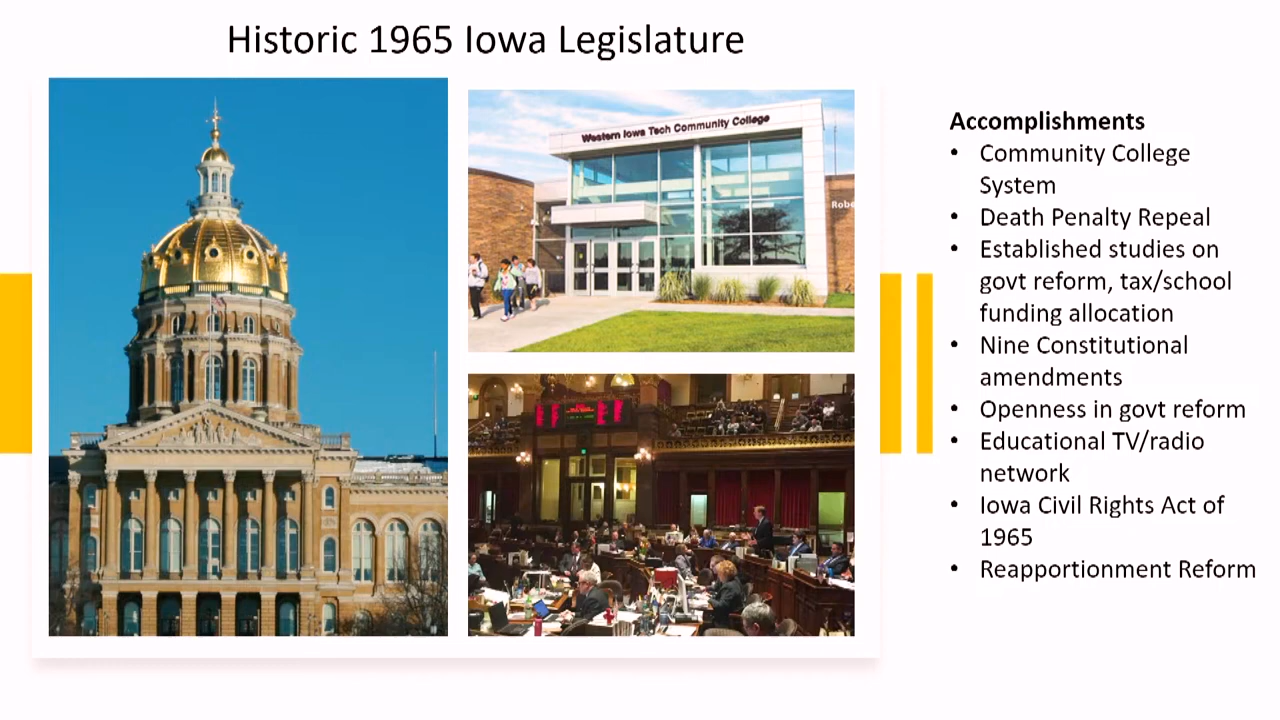 Historic 1965 Iowa Legislature
Western Iowa Tech Community College
Robe
Accomplishments
• Community College
System
• Death Penalty Repeal
• Established studies on
govt reform, tax/school
funding allocation
• Nine Constitutional
amendments
• Openness in govt reform
• Educational TV/radio
network
• Iowa Civil Rights Act of
1965
• Reapportionment Reform